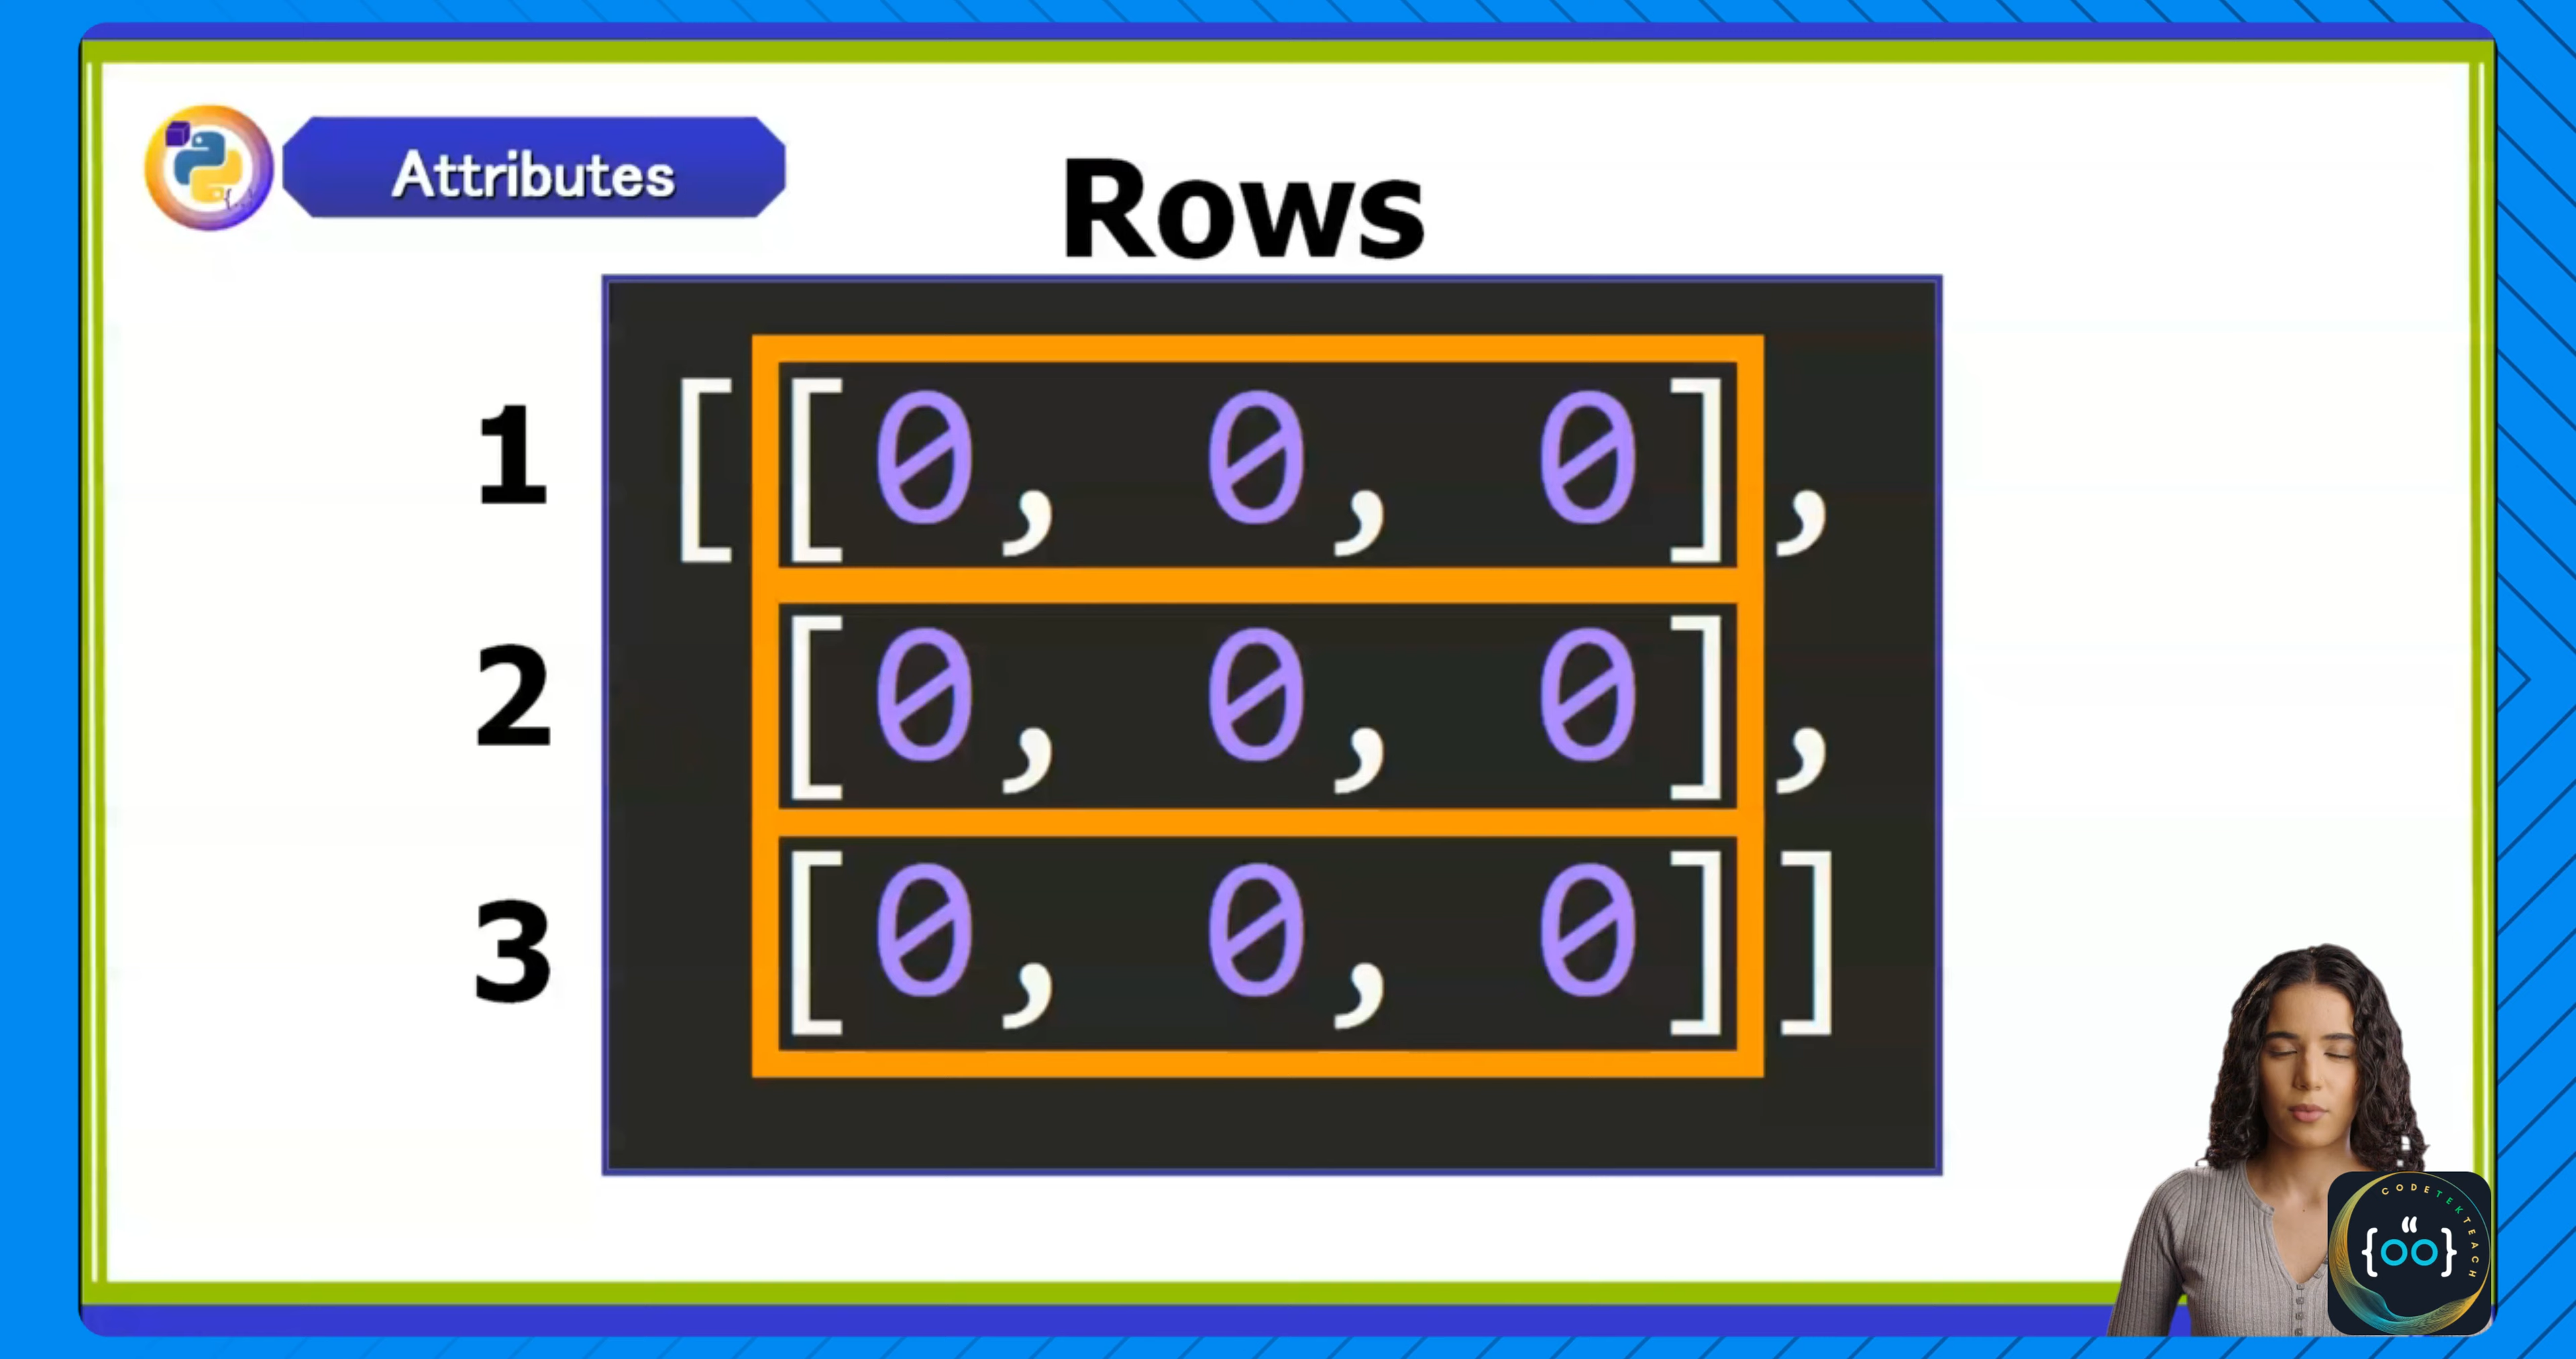 Attributes
Rows
1 [[0, 0, 0],
2 [0, 0, 0],
3 [0, 0, 0]]
CODETEKTEACH
{oo}